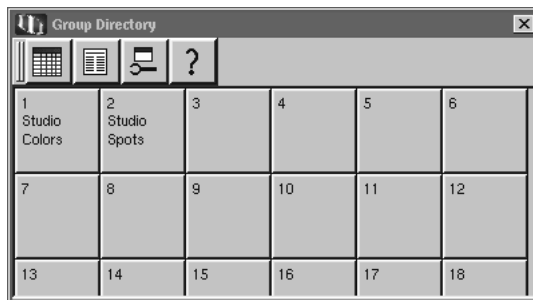 Group Directory
?
1 2 3 4 5 6
Studio Studio
Colors Spots
7 8 9 10 11 12
13 14 15 16 17 18